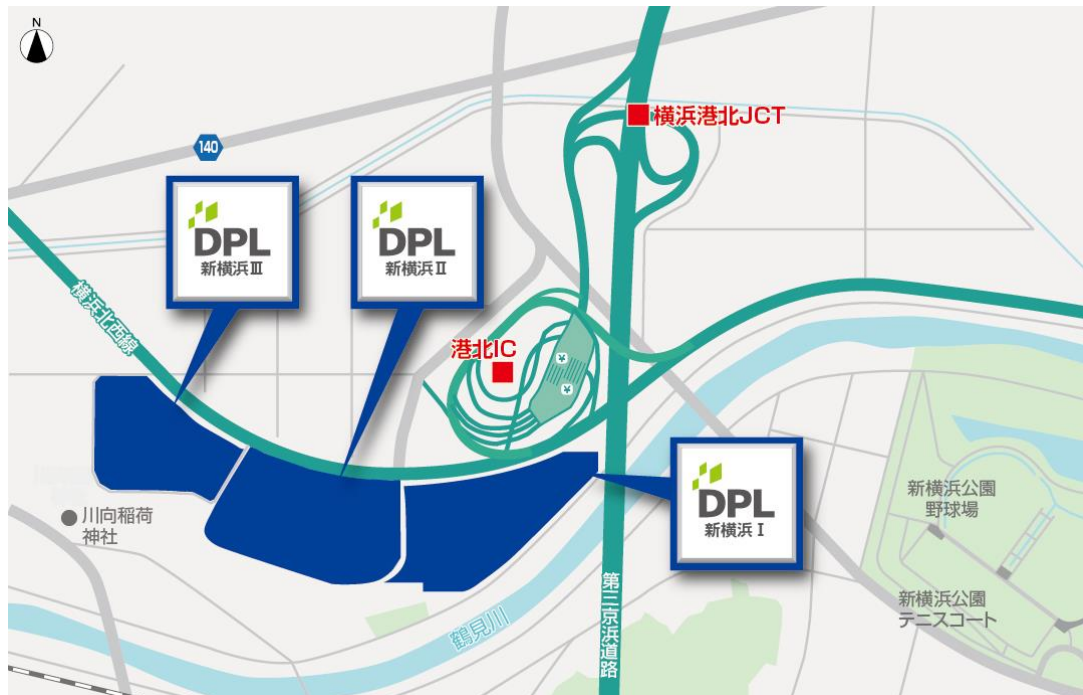 N
140
横浜港北JCT
DPL
新横浜Ⅲ
DPL
新横浜Ⅱ
横浜北西線
港北IC
¥
¥
DPL
新横浜Ⅰ
新横浜公園
野球場
川向稲荷
神社
第三京浜道路
新横浜公園
テニスコート
鶴見川